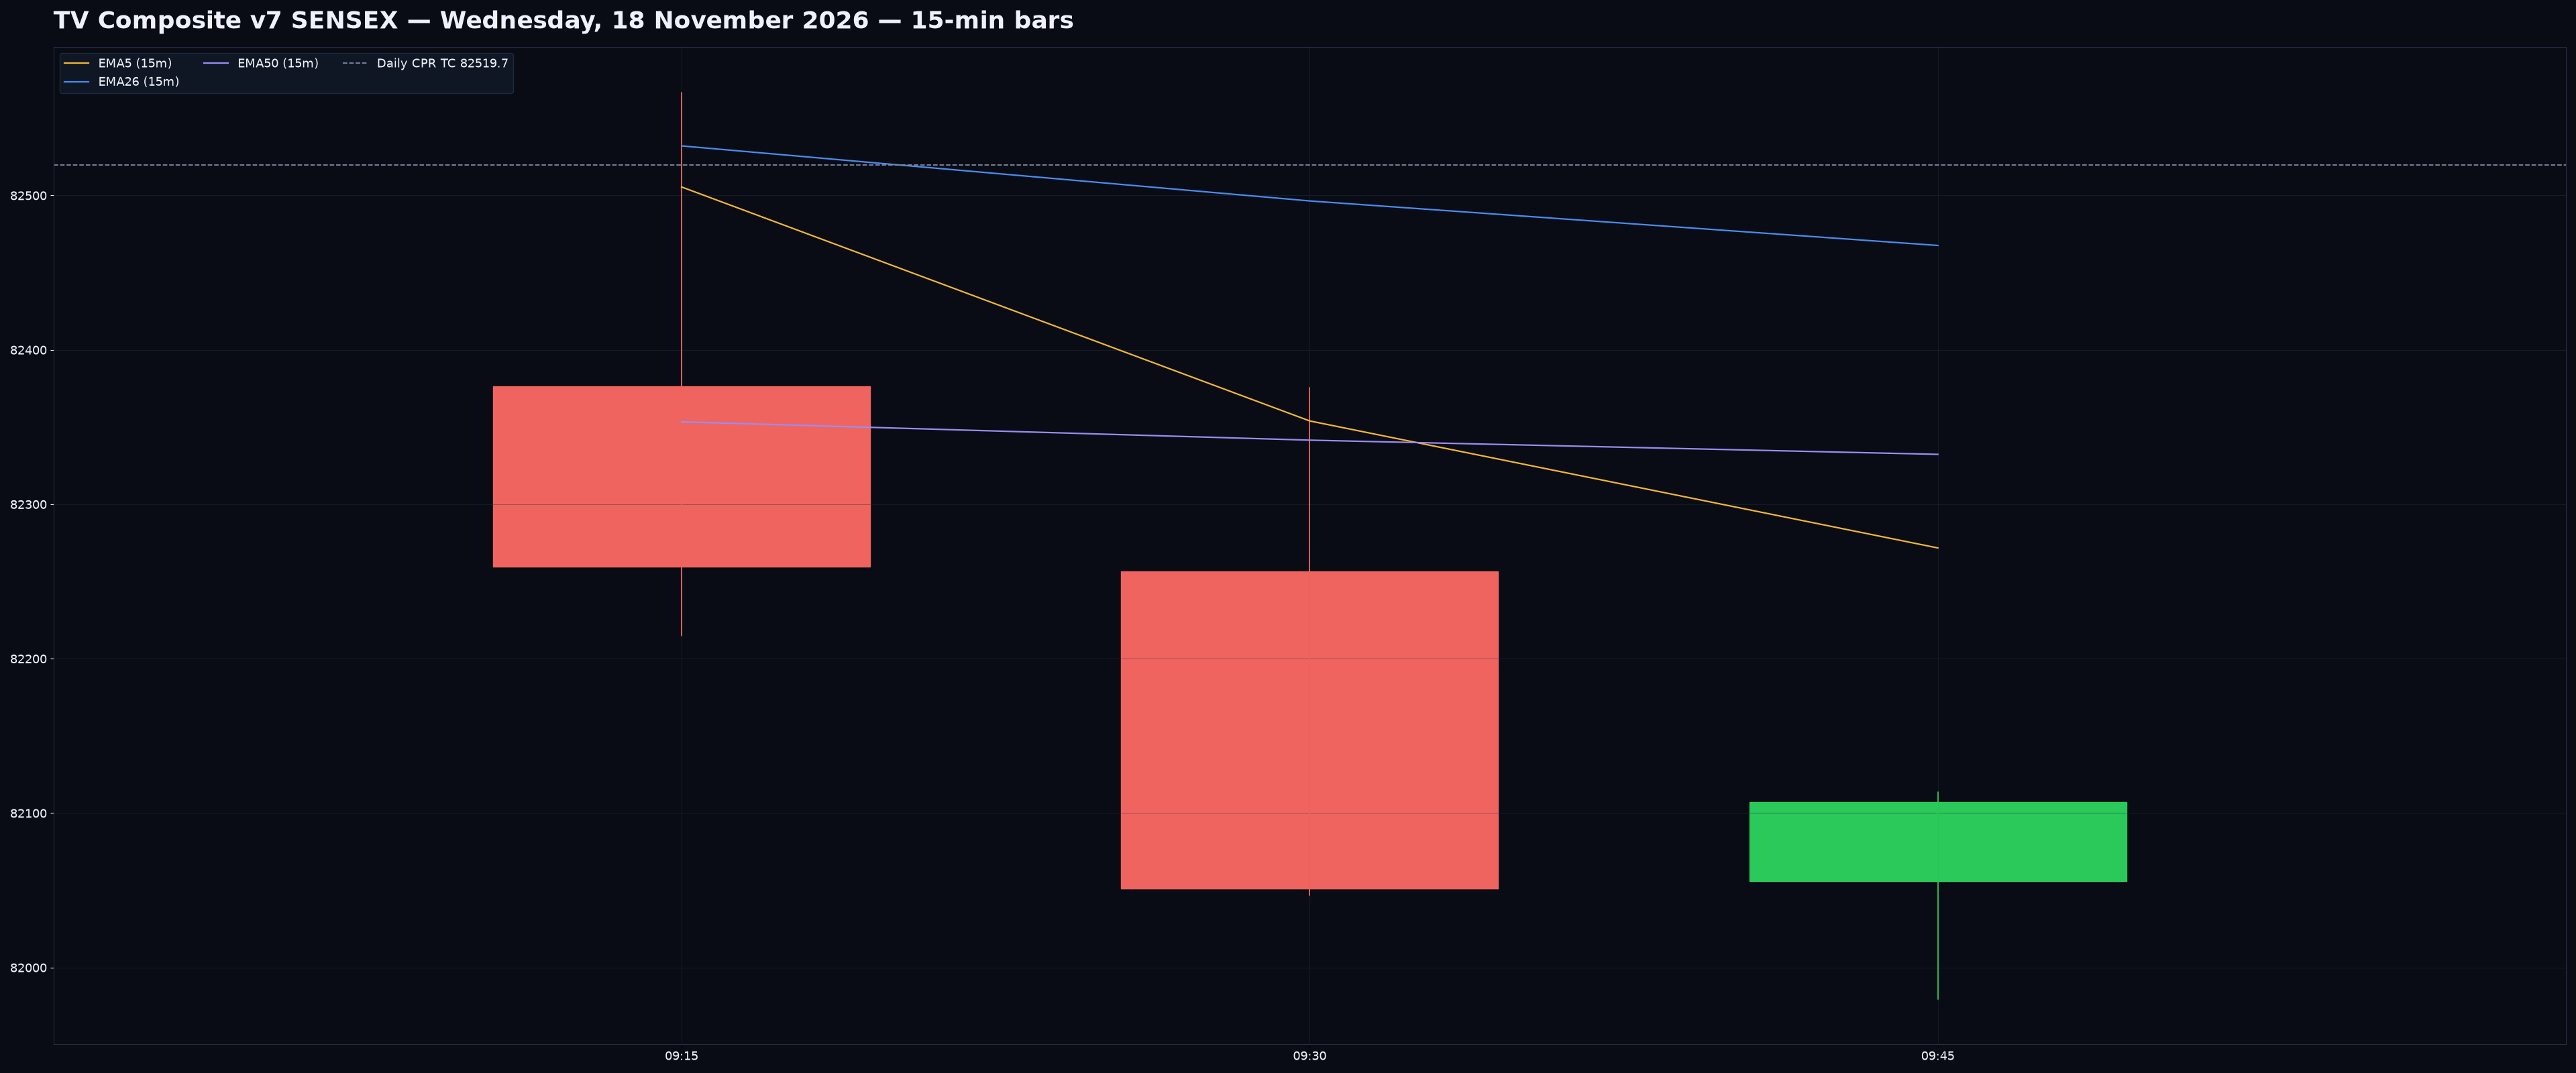 TV Composite v7 SENSEX — Wednesday, 18 November 2026 — 15-min bars
EMA5 (15m) EMA50 (15m) Daily CPR TC 82519.7
EMA26 (15m)
82500
82400
82300
82200
82100
82000
09:15 09:30 09:45